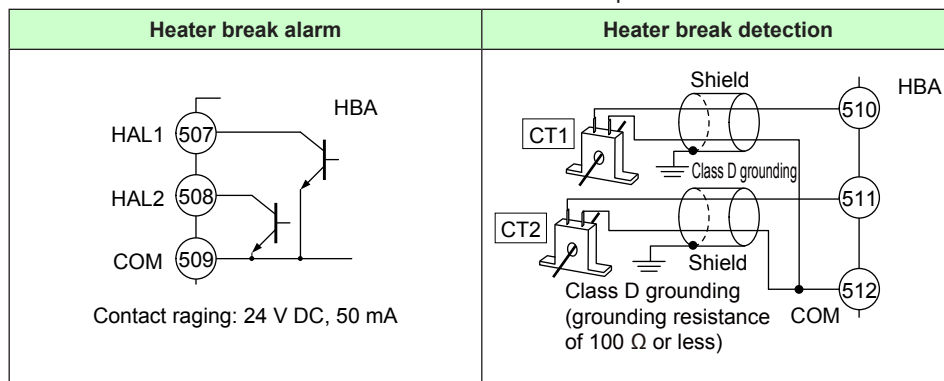 Heater break alarm
Heater break detection
HBA
HAL1
507
HAL2
508
COM
509
Contact raging: 24 V DC, 50 mA
Shield
HBA
510
CT1
Class D grounding
511
CT2
Shield
Class D grounding
(grounding resistance
of 100 Ω or less)
COM
512